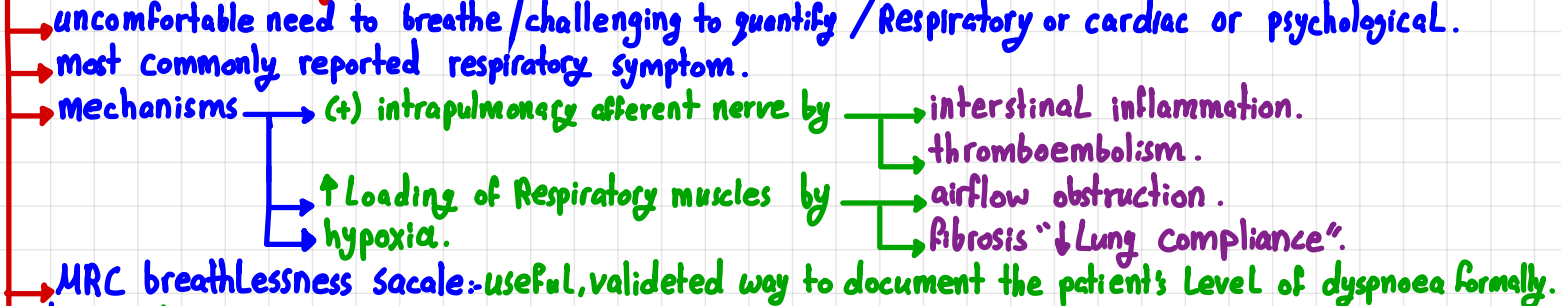 uncomfortable need to breathe / challenging to quantify / Respiratory or cardiac or psychological.
most commonly reported respiratory symptom.
mechanisms (+) intrapulmonary afferent nerve by interstinal inflammation.
thromboembolism.
↑ Loading of Respiratory muscles by airflow obstruction.
hypoxia. fibrosis "↓ Lung compliance".
MRC breathLessness sacale:- useful, valideted way to document the patient's Level of dyspnoea formally.